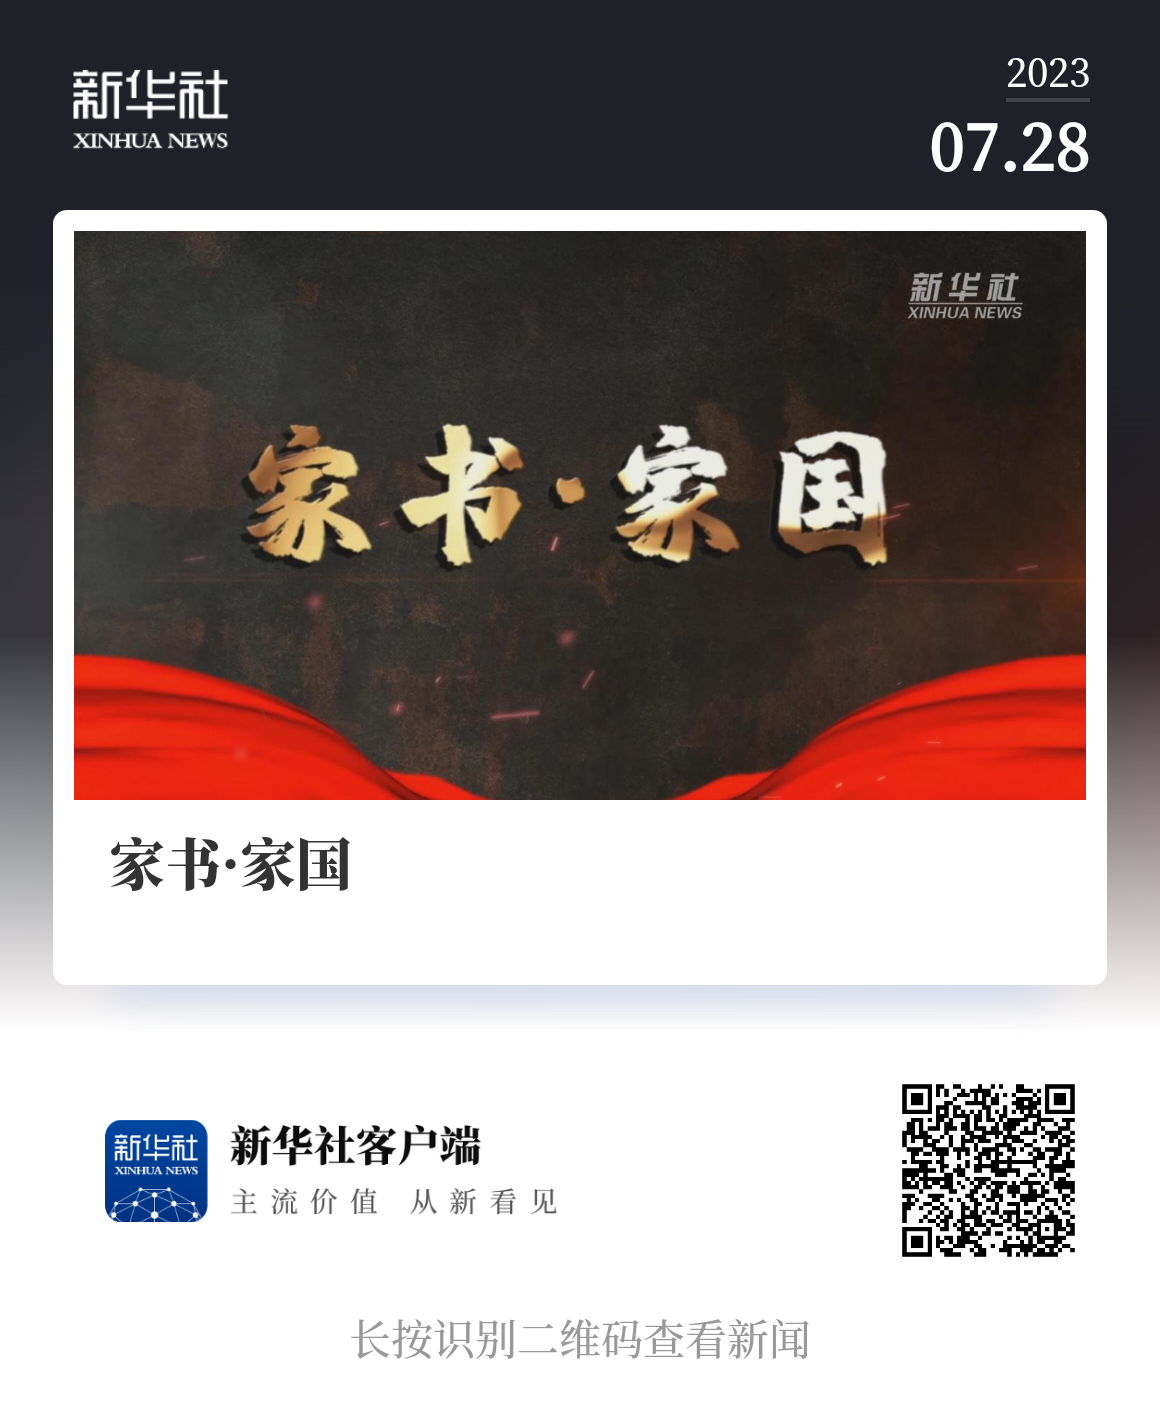 新华社
XINHUA NEWS
2023
07.28
新华社
XINHUA NEWS
家书·家国
家书·家国
新华社
XINHUA NEWS
新华社客户端
主流价值 从新看见
长按识别二维码查看新闻